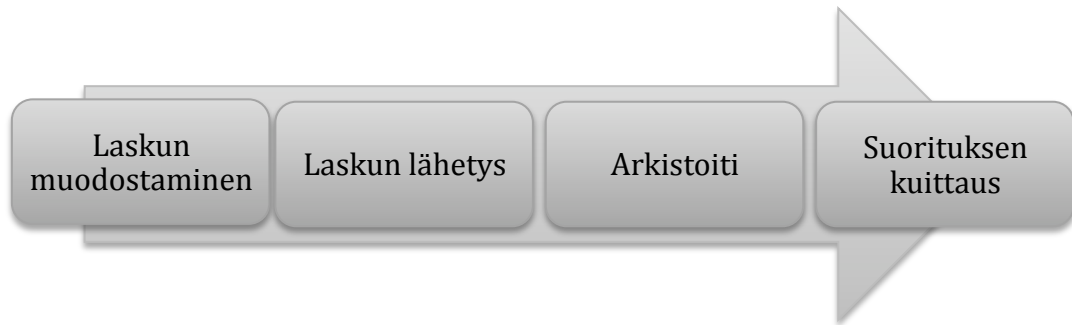 Laskun
muodostaminen
Laskun lähetys
Arkistoiti
Suorituksen
kuittaus